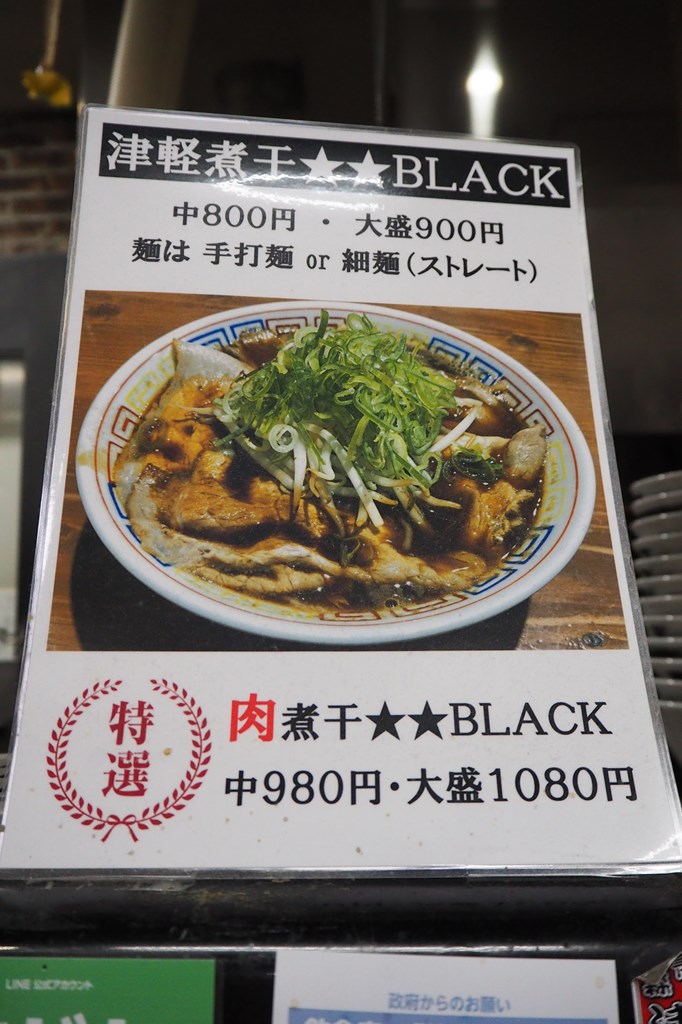 津軽煮干★★BLACK
中800円 ・ 大盛900円
麺は 手打麺 or 細麺(ストレート)
特選
肉煮干★★BLACK
中980円・大盛1080円
LINE 公式アカウント
政府からのお願い